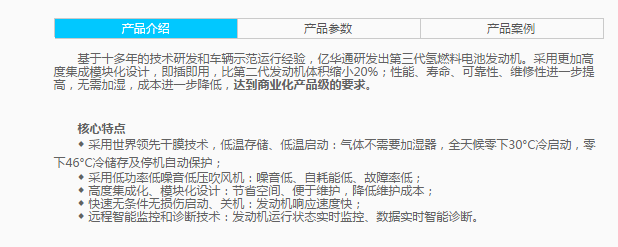 产品介绍 产品参数 产品案例
基于十多年的技术研发和车辆示范运行经验，亿华通研发出第三代氢燃料电池发动机。采用更加高
度集成模块化设计，即插即用，比第二代发动机体积缩小20%；性能、寿命、可靠性、维修性进一步提
高，无需加湿，成本进一步降低，达到商业化产品级的要求。
核心特点
◆ 采用世界领先干膜技术，低温存储、低温启动：气体不需要加湿器，全天候零下30°C冷启动，零
下46°C冷储存及停机自动保护；
◆ 采用低功率低噪音低压吹风机：噪音低、自耗能低、故障率低；
◆ 高度集成化、模块化设计：节省空间、便于维护，降低维护成本；
◆ 快速无条件无损伤启动、关机：发动机响应速度快；
◆ 远程智能监控和诊断技术：发动机运行状态实时监控、数据实时智能诊断。